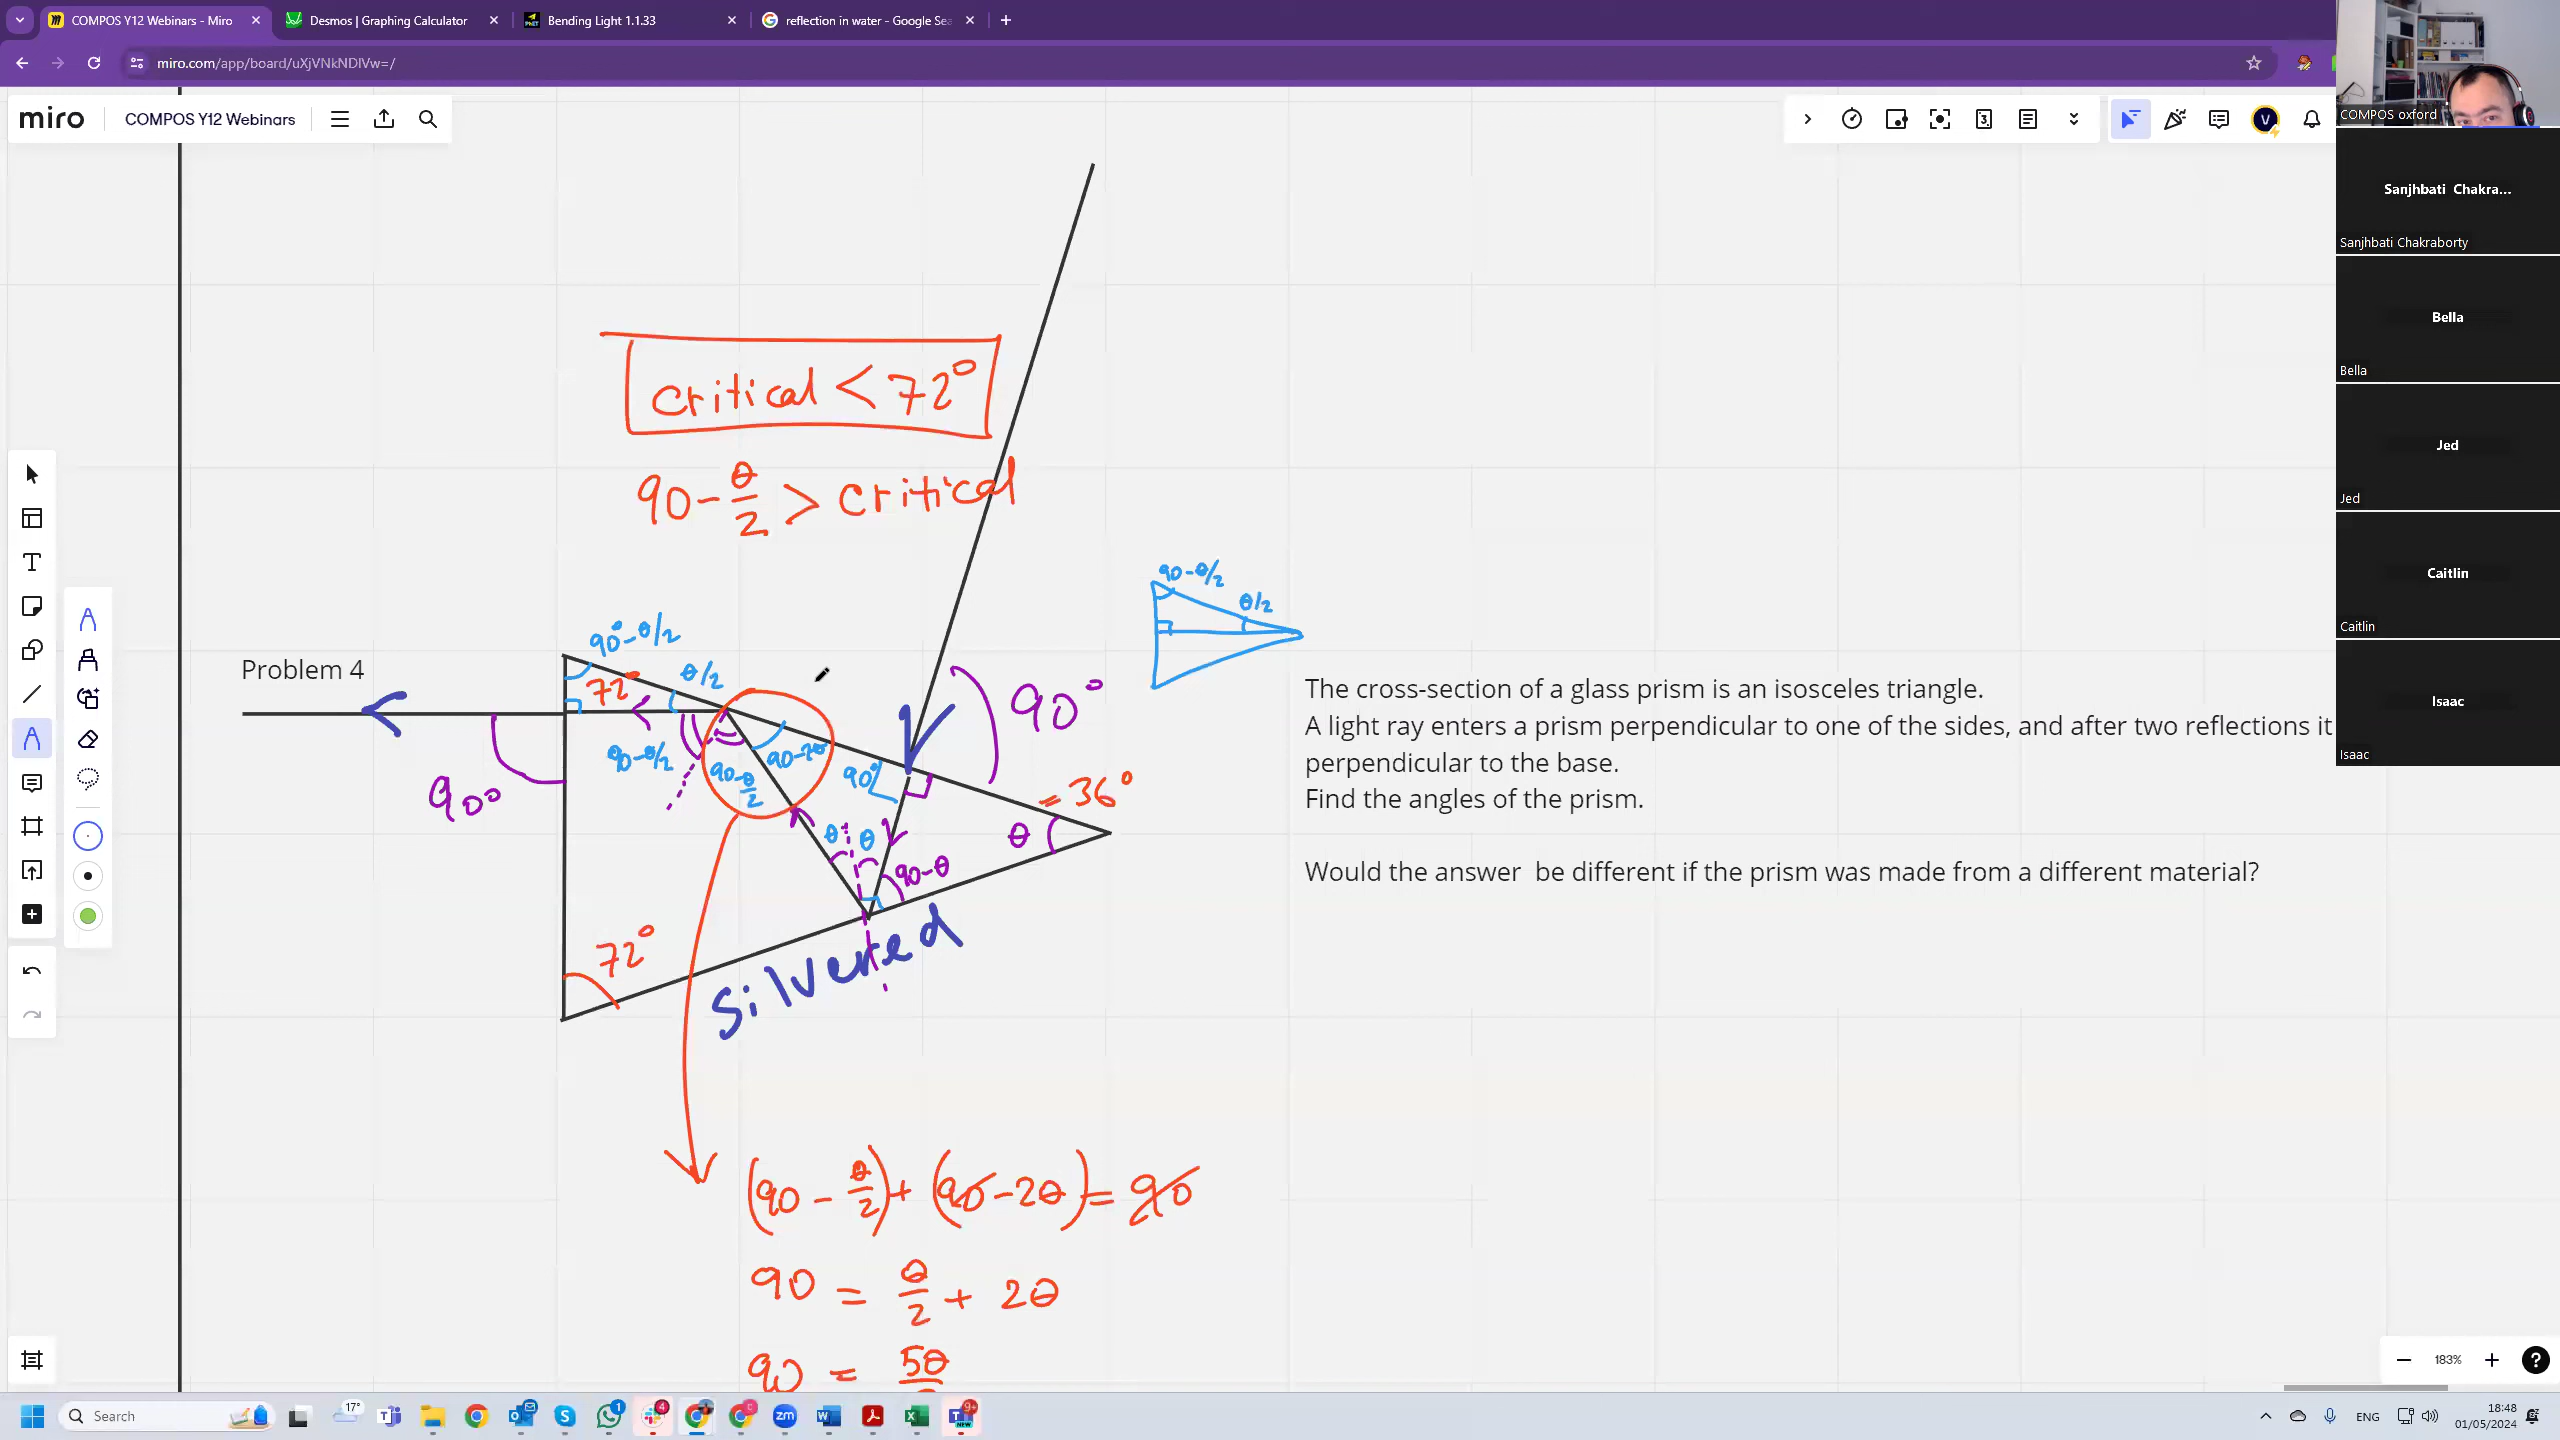 COMPOS Y12 Webinars - Miro
Desmos | Graphing Calculator
Bending Light 1.1.33
reflection in water - Google Sea
miro.com/app/board/uXjVNkNDlVw=/
miro
COMPOS Y12 Webinars
V
COMPOS oxford
Sanjhbati Chakra...
Sanjhbati Chakraborty
Bella
Bella
Jed
Jed
Caitlin
Caitlin
Isaac
Isaac
critical < 72°
90 - θ/2 > critical
90 - θ/2
θ/2
90° - θ/2
θ/2
72°
Problem 4
90 - θ/2
90 - θ/2
90 - 2θ
90°
90°
90°
= 36°
θ
θ
θ
90 - θ
72°
silvered
The cross-section of a glass prism is an isosceles triangle.
A light ray enters a prism perpendicular to one of the sides, and after two reflections it
perpendicular to the base.
Find the angles of the prism.
Would the answer be different if the prism was made from a different material?
(90 - θ/2) + (90 - 2θ) = 90
90 = θ/2 + 2θ
90 = 5θ
183%
Search
17°
1
4
9+
ENG
18:48
01/05/2024